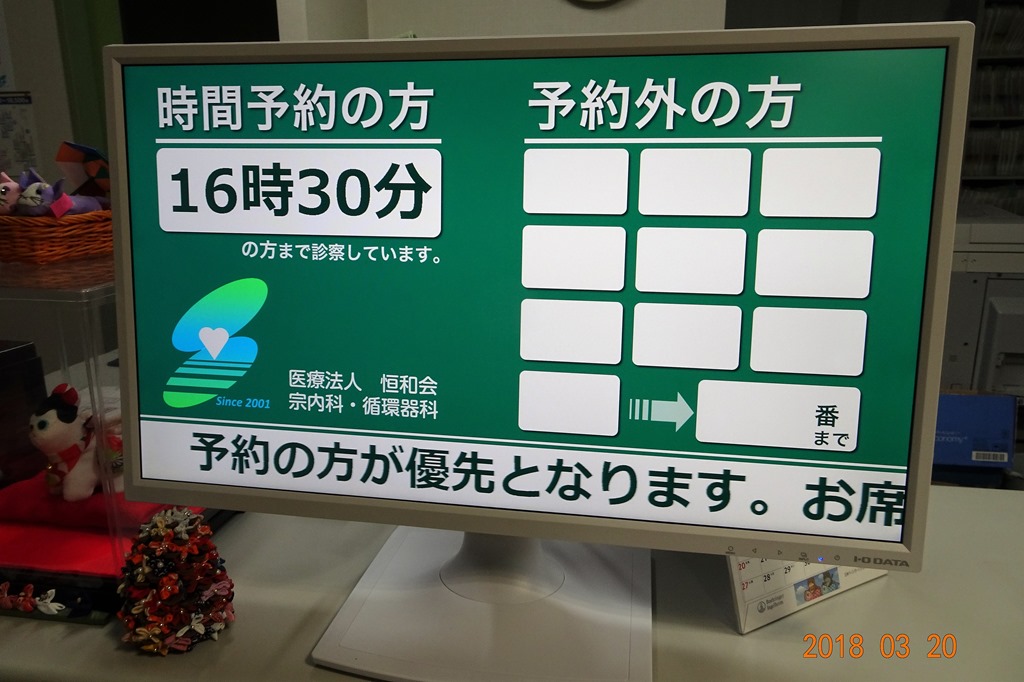 時間予約の方
16時30分
の方まで診察しています。
Since 2001
医療法人 恒和会
宗内科・循環器科
予約外の方
番
まで
予約の方が優先となります。お席
I-O DATA
2018 03 20